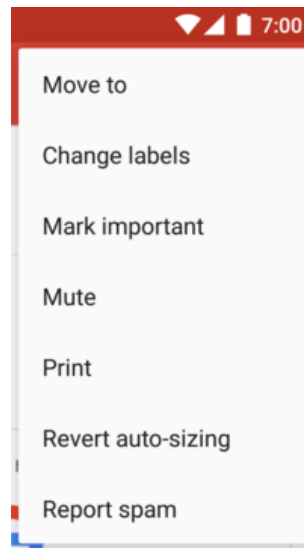 7:00
Move to
Change labels
Mark important
Mute
Print
Revert auto-sizing
Report spam